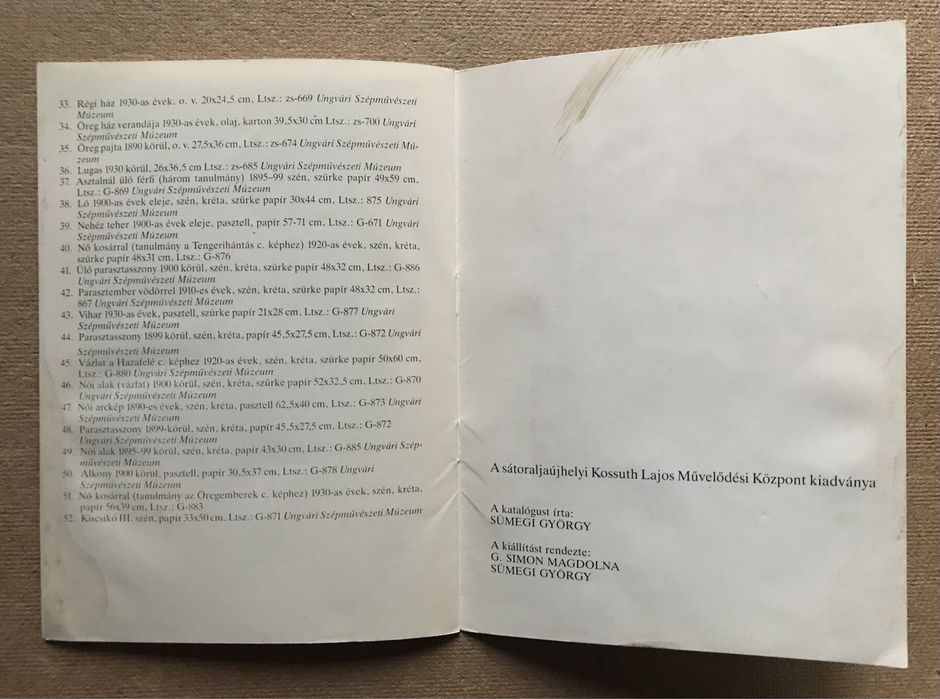 33. Régi ház 1930-as évek, o. v. 20x24,5 cm, Ltsz.: zs-669 Ungvári Szépművészeti
Múzeum
34. Öreg ház verandája 1930-as évek, olaj, karton 39,5x30 cm Ltsz.: zs-700 Ungvári
Szépművészeti Múzeum
35. Öreg pajta 1890 körül, o. v. 27,5x36 cm, Ltsz.: zs-674 Ungvári Szépművészeti Mú-
zeum
36. Lugas 1930 körül, 26x36,5 cm Ltsz.: zs-685 Ungvári Szépművészeti Múzeum
37. Asztalnál ülő férfi (három tanulmány) 1895–99 szén, szürke papír 49x59 cm,
Ltsz.: G-869 Ungvári Szépművészeti Múzeum
38. Ló 1900-as évek eleje, szén, kréta, szürke papír 30x44 cm, Ltsz.: 875 Ungvári
Szépművészeti Múzeum
39. Nehéz teher 1900-as évek eleje, pasztell, papír 57-71 cm, Ltsz.: G-671 Ungvári
Szépművészeti Múzeum
40. Nő kosárral (tanulmány a Tengerihántás c. képhez) 1920-as évek, szén, kréta,
szürke papír 48x31 cm, Ltsz.: G-876
41. Ülő parasztasszony 1900 körül, szén, kréta, szürke papír 48x32 cm, Ltsz.: G-886
Ungvári Szépművészeti Múzeum
42. Parasztember vödörrel 1910-es évek, szén, kréta, szürke papír 48x32 cm, Ltsz.:
867 Ungvári Szépművészeti Múzeum
43. Vihar 1930-as évek, pasztell, szürke papír 21x28 cm, Ltsz.: G-877 Ungvári
Szépművészeti Múzeum
44. Parasztasszony 1899 körül, szén, kréta, papír 45,5x27,5 cm, Ltsz.: G-872 Ungvári
Szépművészeti Múzeum
45. Vázlat a Hazafelé c. képhez 1920-as évek, szén, kréta, szürke papír 50x60 cm,
Ltsz.: G-880 Ungvári Szépművészeti Múzeum
46. Női alak (vázlat) 1900 körül, szén, kréta, szürke papír 52x32,5 cm, Ltsz.: G-870
Ungvári Szépművészeti Múzeum
47. Női arckép 1890-es évek, szén, kréta, pasztell 62,5x40 cm, Ltsz.: G-873 Ungvári
Szépművészeti Múzeum
48. Parasztasszony 1899-körül, szén, kréta, papír 45,5x27,5 cm, Ltsz.: G-872
Ungvári Szépművészeti Múzeum
49. Női alak 1895–99 körül, szén, kréta, papír 43x30 cm, Ltsz.: G-885 Ungvári Szép-
művészeti Múzeum
50. Alkony 1900 körül, pasztell, papír 30,5x37 cm, Ltsz.: G-878 Ungvári
Szépművészeti Múzeum
51. Nő kosárral (tanulmány az Öregemberek c. képhez) 1930-as évek, szén, kréta,
papír 56x39 cm, Ltsz.: G-883
52. Kiscsikó III. szén, papír 33x50 cm, Ltsz.: G-871 Ungvári Szépművészeti Múzeum
A sátoraljaújhelyi Kossuth Lajos Művelődési Központ kiadványa
A katalógust írta:
SÜMEGI GYÖRGY
A kiállítást rendezte:
G. SIMON MAGDOLNA
SÜMEGI GYÖRGY